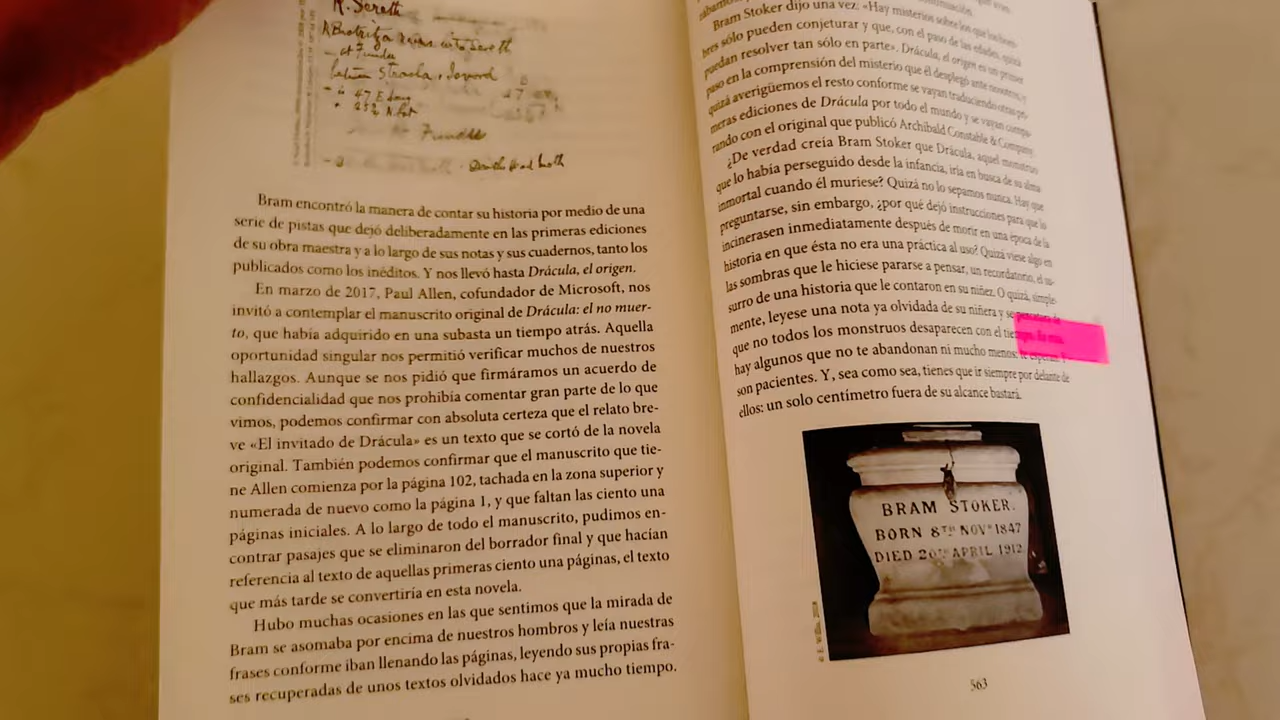 R. Sereth
R Bistritza runs into Sereth
- at Fundu
between Strasha & Isvord
- is 47 E. long
Fundu
Bram encontró la manera de contar su historia por medio de una
serie de pistas que dejó deliberadamente en las primeras ediciones
de su obra maestra y a lo largo de sus notas y sus cuadernos, tanto los
publicados como los inéditos. Y nos llevó hasta Drácula, el origen.
En marzo de 2017, Paul Allen, cofundador de Microsoft, nos
invitó a contemplar el manuscrito original de Drácula: el no muer-
to, que había adquirido en una subasta un tiempo atrás. Aquella
oportunidad singular nos permitió verificar muchos de nuestros
hallazgos. Aunque se nos pidió que firmáramos un acuerdo de
confidencialidad que nos prohibía comentar gran parte de lo que
vimos, podemos confirmar con absoluta certeza que el relato bre-
ve «El invitado de Drácula» es un texto que se cortó de la novela
original. También podemos confirmar que el manuscrito que tie-
ne Allen comienza por la página 102, tachada en la zona superior y
numerada de nuevo como la página 1, y que faltan las ciento una
páginas iniciales. A lo largo de todo el manuscrito, pudimos en-
contrar pasajes que se eliminaron del borrador final y que hacían
referencia al texto de aquellas primeras ciento una páginas, el texto
que más tarde se convertiría en esta novela.
Hubo muchas ocasiones en las que sentimos que la mirada de
Bram se asomaba por encima de nuestros hombros y leía nuestras
frases conforme iban llenando las páginas, leyendo sus propias fra-
ses recuperadas de unos textos olvidados hace ya mucho tiempo.
Bram Stoker dijo una vez: «Hay misterios sobre los que los hom-
bres sólo pueden conjeturar y que, con el paso de las edades, quizá
puedan resolver tan sólo en parte». Drácula, el origen es un primer
paso en la comprensión del misterio que él desplegó ante nosotros, y
quizá averigüemos el resto conforme se vayan traduciendo otras pri-
meras ediciones de Drácula por todo el mundo y se vayan compa-
rando con el original que publicó Archibald Constable & Company.
¿De verdad creía Bram Stoker que Drácula, aquel monstruo
que lo había perseguido desde la infancia, iría en busca de su alma
inmortal cuando él muriese? Quizá no lo sepamos nunca. Hay que
preguntarse, sin embargo, ¿por qué dejó instrucciones para que lo
incinerasen inmediatamente después de morir en una época de la
historia en que ésta no era una práctica al uso? Quizá viese algo en
las sombras que le hiciese pararse a pensar, un recordatorio, el su-
surro de una historia que le contaron en su niñez. O quizá, simple-
mente, leyese una nota ya olvidada de su niñera y se percatara de
que no todos los monstruos desaparecen con el tiempo. Es más,
hay algunos que no te abandonan ni mucho menos: te esperan. Y
son pacientes. Y, sea como sea, tienes que ir siempre por delante de
ellos: un solo centímetro fuera de su alcance bastará.
BRAM STOKER.
BORN 8TH NOVR 1847
DIED 20TH APRIL 1912
563